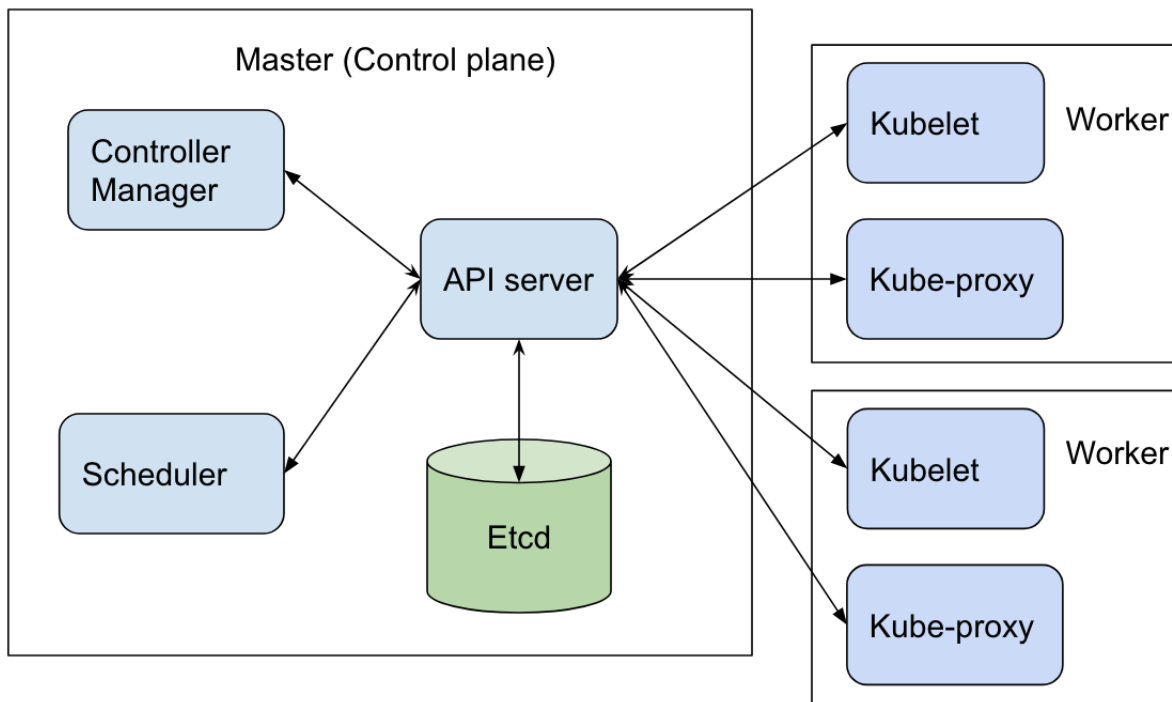 Master (Control plane)
Controller
Manager
API server
Scheduler
Etcd
Kubelet
Worker
Kube-proxy
Kubelet
Worker
Kube-proxy